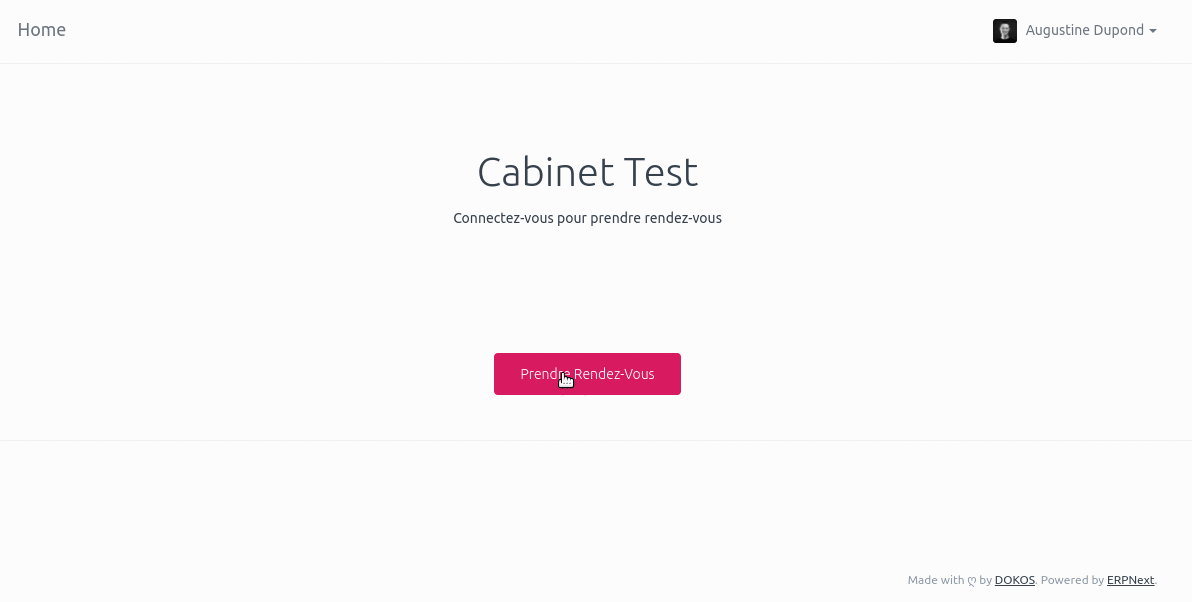 Home
Augustine Dupond
Cabinet Test
Connectez-vous pour prendre rendez-vous
Prendre Rendez-Vous
Made with ღ by DOKOS. Powered by ERPNext.